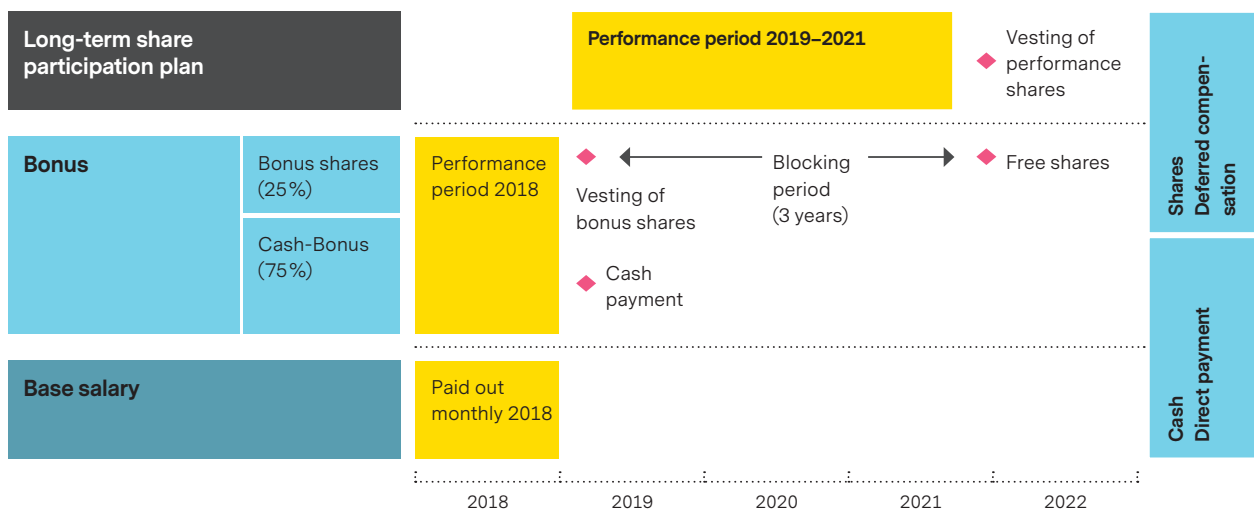 Long-term share
participation plan
Performance period 2019–2021
Vesting of
performance
shares
Bonus
Bonus shares
(25%)
Cash-Bonus
(75%)
Performance
period 2018
Vesting of
bonus shares
Blocking
period
(3 years)
Free shares
Cash
payment
Base salary
Paid out
monthly 2018
Shares
Deferred compen-
sation
Cash
Direct payment
2018
2019
2020
2021
2022